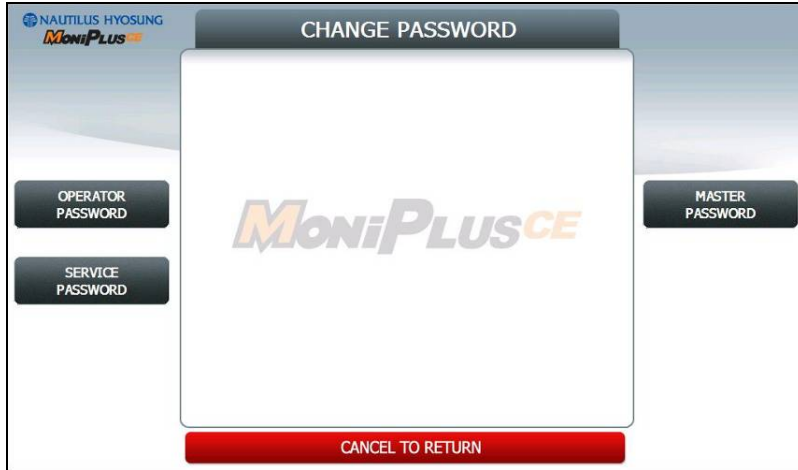 NAUTILUS HYOSUNG
MONiPLUSCE
CHANGE PASSWORD
OPERATOR
PASSWORD
SERVICE
PASSWORD
MONiPLUSCE
MASTER
PASSWORD
CANCEL TO RETURN